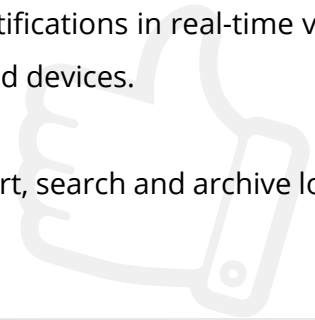 tifications in real-time v
d devices.
rt, search and archive lo